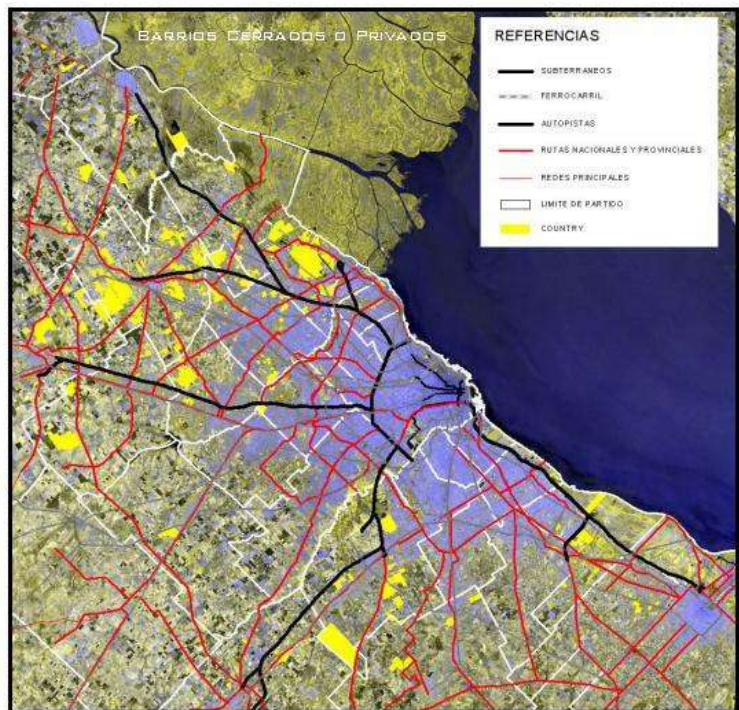 BARRIOS CERRADOS O PRIVADOS
REFERENCIAS
SUBTERRANEOS
FERROCARRIL
AUTOPISTAS
RUTAS NACIONALES Y PROVINCIALES
REDES PRINCIPALES
LIMITE DE PARTIDO
COUNTRY